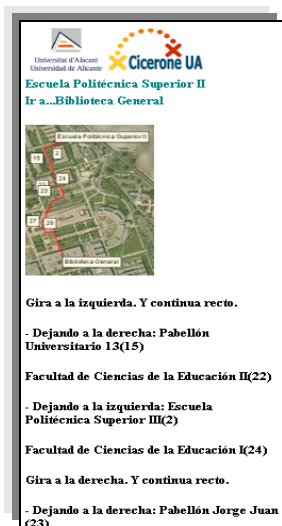 Universitat d'Alacant
Universidad de Alicante
Cicerone UA
Escuela Politécnica Superior II
Ir a...Biblioteca General
Escuela Politécnica Superior II
15
2
24
23
27
28
Biblioteca General
Gira a la izquierda. Y continua recto.
- Dejando a la derecha: Pabellón
Universitario 13(15)
Facultad de Ciencias de la Educación II(22)
- Dejando a la izquierda: Escuela
Politécnica Superior III(2)
Facultad de Ciencias de la Educación I(24)
Gira a la derecha. Y continua recto.
- Dejando a la derecha: Pabellón Jorge Juan
(23)